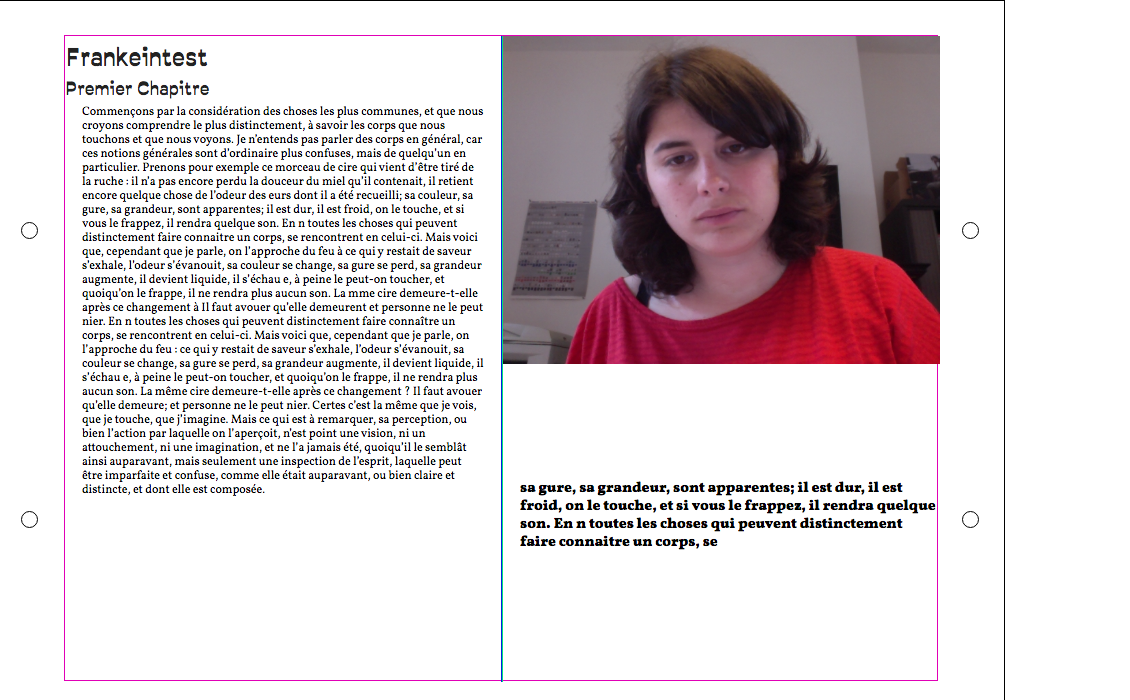 Frankeintest
Premier Chapitre
Commençons par la considération des choses les plus communes, et que nous
croyons comprendre le plus distinctement, à savoir les corps que nous
touchons et que nous voyons. Je n'entends pas parler des corps en général, car
ces notions générales sont d'ordinaire plus confuses, mais de quelqu'un en
particulier. Prenons pour exemple ce morceau de cire qui vient d'être tiré de
la ruche : il n'a pas encore perdu la douceur du miel qu'il contenait, il retient
encore quelque chose de l'odeur des eurs dont il a été recueilli; sa couleur, sa
gure, sa grandeur, sont apparentes; il est dur, il est froid, on le touche, et si
vous le frappez, il rendra quelque son. En n toutes les choses qui peuvent
distinctement faire connaitre un corps, se rencontrent en celui-ci. Mais voici
que, cependant que je parle, on l'approche du feu à ce qui y restait de saveur
s'exhale, l'odeur s'évanouit, sa couleur se change, sa gure se perd, sa grandeur
augmente, il devient liquide, il s'échau e, à peine le peut-on toucher, et
quoiqu'on le frappe, il ne rendra plus aucun son. La mme cire demeure-t-elle
après ce changement à Il faut avouer qu'elle demeurent et personne ne le peut
nier. En n toutes les choses qui peuvent distinctement faire connaître un
corps, se rencontrent en celui-ci. Mais voici que, cependant que je parle, on
l'approche du feu : ce qui y restait de saveur s'exhale, l'odeur s'évanouit, sa
couleur se change, sa gure se perd, sa grandeur augmente, il devient liquide, il
s'échau e, à peine le peut-on toucher, et quoiqu'on le frappe, il ne rendra plus
aucun son. La même cire demeure-t-elle après ce changement ? Il faut avouer
qu'elle demeure; et personne ne le peut nier. Certes c'est la même que je vois,
que je touche, que j'imagine. Mais ce qui est à remarquer, sa perception, ou
bien l'action par laquelle on l'aperçoit, n'est point une vision, ni un
attouchement, ni une imagination, et ne l'a jamais été, quoiqu'il le semblât
ainsi auparavant, mais seulement une inspection de l'esprit, laquelle peut
être imparfaite et confuse, comme elle était auparavant, ou bien claire et
distincte, et dont elle est composée.
sa gure, sa grandeur, sont apparentes; il est dur, il est
froid, on le touche, et si vous le frappez, il rendra quelque
son. En n toutes les choses qui peuvent distinctement
faire connaitre un corps, se